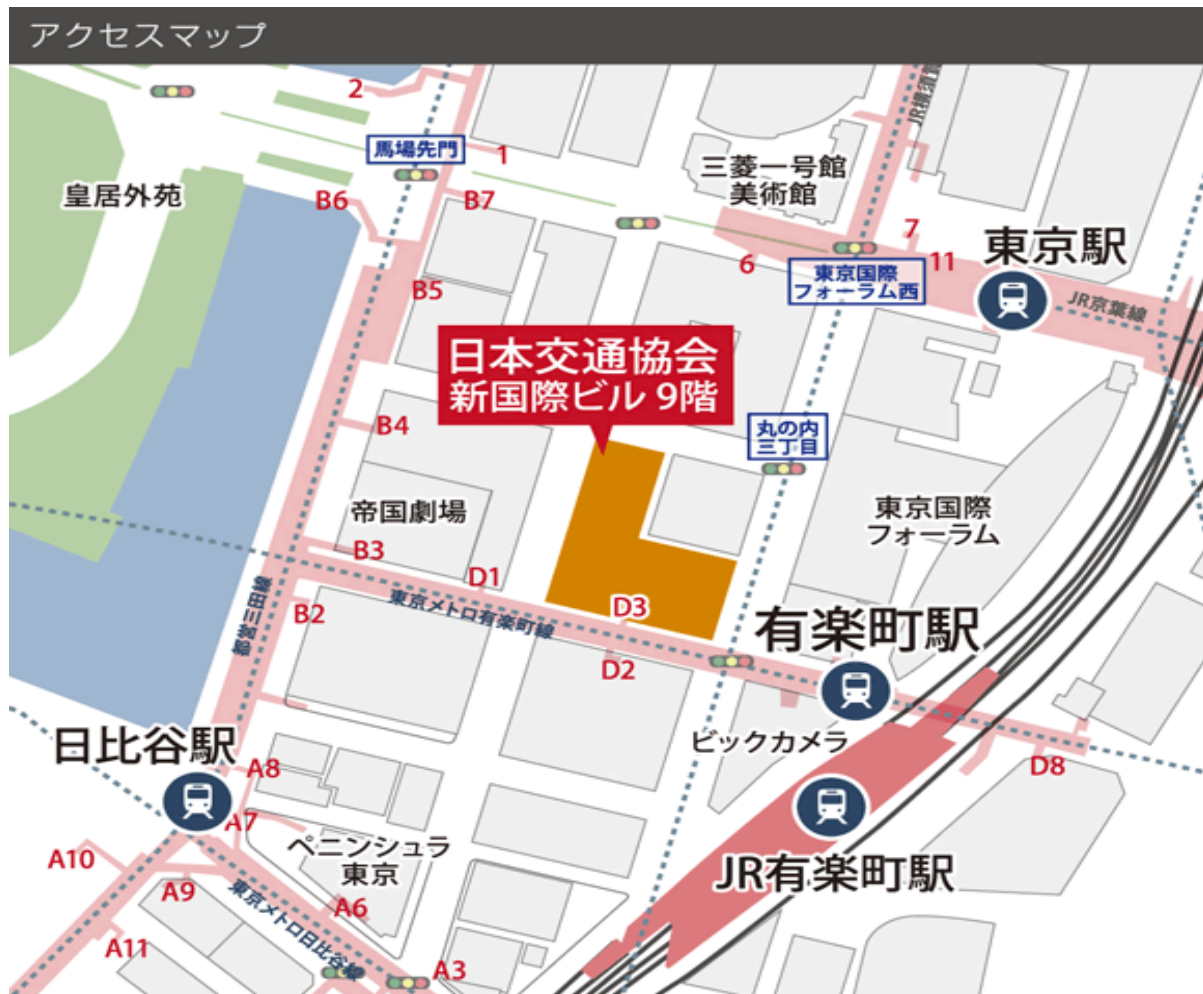 アクセスマップ
2
馬場先門
1
皇居外苑
B6
B7
三菱一号館
美術館
7
6
11
東京駅
東京国際
フォーラム西
JR京葉線
B5
日本交通協会
新国際ビル 9階
B4
丸の内
三丁目
帝国劇場
東京国際
フォーラム
B3
D1
東京メトロ有楽町線
D3
B2
都営三田線
D2
有楽町駅
ビックカメラ
日比谷駅
A8
D8
A7
ペニンシュラ
東京
A10
JR有楽町駅
A9
東京メトロ日比谷線
A6
A11
A3